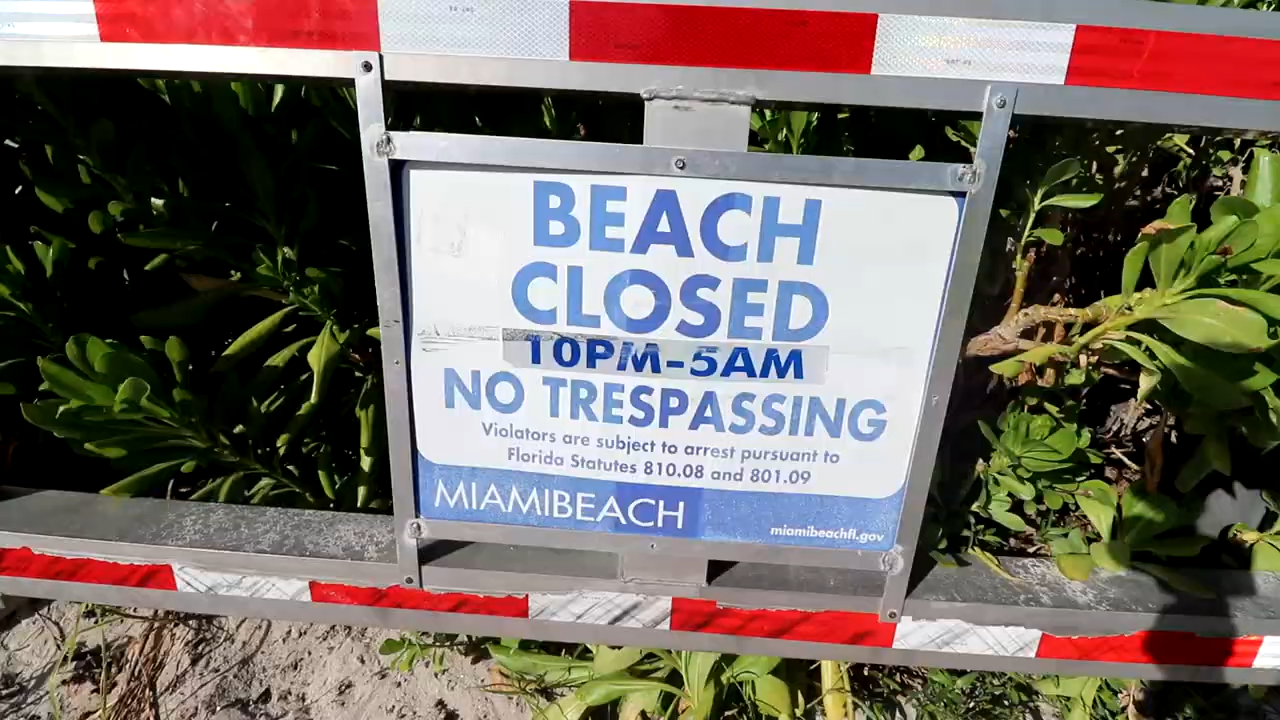 BEACH
CLOSED
10PM-5AM
NO TRESPASSING
Violators are subject to arrest pursuant to
Florida Statutes 810.08 and 801.09
MIAMIBEACH
miamibeachfl.gov